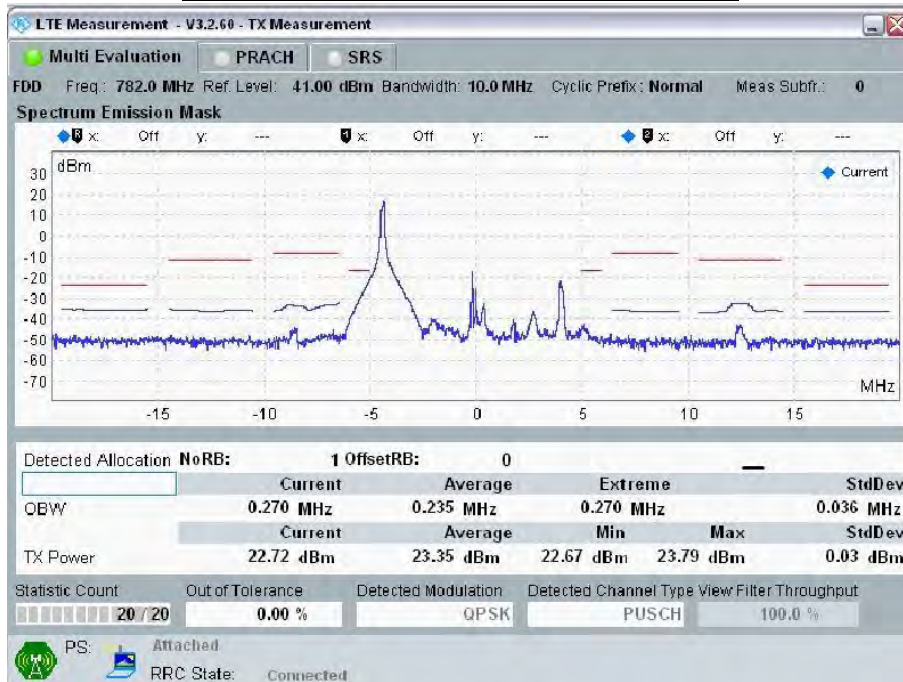 LTE Measurement - V3.2.60 - TX Measurement
Multi Evaluation PRACH SRS
FDD Freq.: 782.0 MHz Ref. Level: 41.00 dBm Bandwidth: 10.0 MHz Cyclic Prefix: Normal Meas Subfr.: 0
Spectrum Emission Mask
R x: Off y: --- 1 x: Off y: --- 2 x: Off y: ---
dBm
Current
30
20
10
0
-10
-20
-30
-40
-50
-60
-70
MHz
-15 -10 -5 0 5 10 15
Detected Allocation NoRB: 1 OffsetRB: 0
Current Average Extreme StdDev
OBW 0.270 MHz 0.235 MHz 0.270 MHz 0.036 MHz
Current Average Min Max StdDev
TX Power 22.72 dBm 23.35 dBm 22.67 dBm 23.79 dBm 0.03 dBm
Statistic Count Out of Tolerance Detected Modulation Detected Channel Type View Filter Throughput
20 / 20 0.00 % QPSK PUSCH 100.0 %
PS: Attached
RRC State: Connected